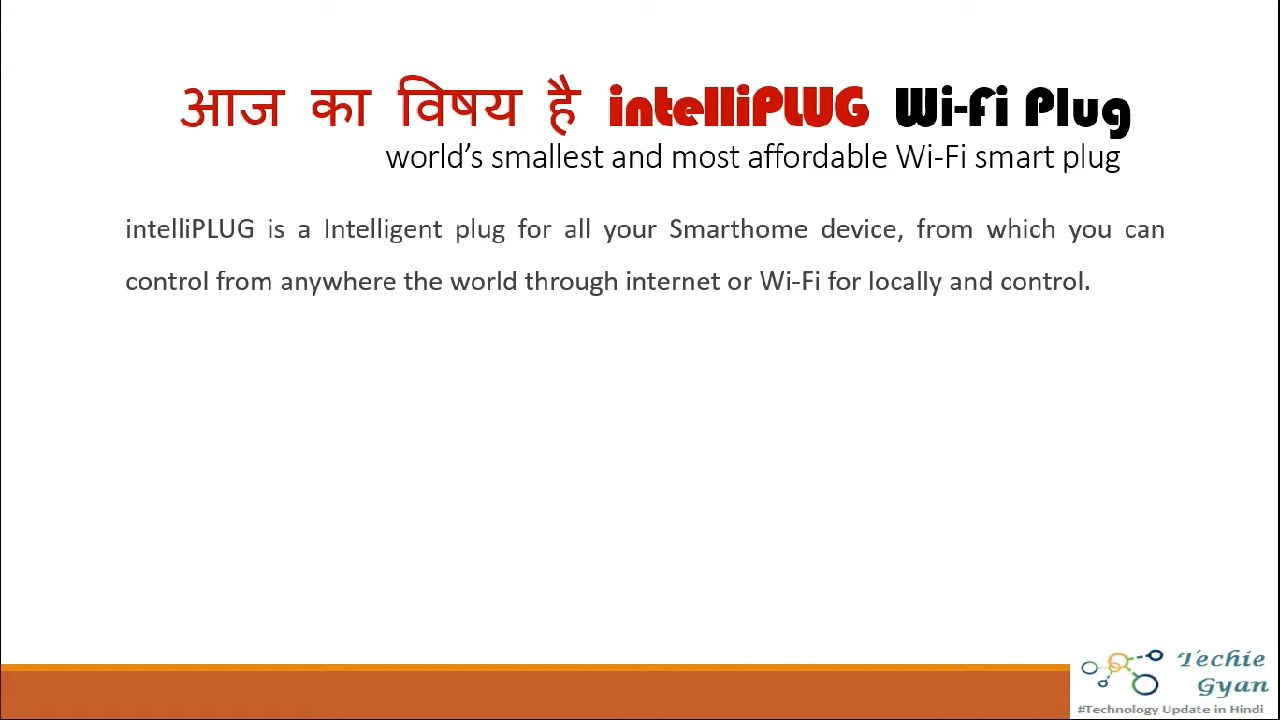 आज का विषय है intelliPLUG Wi-Fi Plug
world's smallest and most affordable Wi-Fi smart plug
intelliPLUG is a Intelligent plug for all your Smarthome device, from which you can
control from anywhere the world through internet or Wi-Fi for locally and control.
Techie
Gyan
#Technology Update in Hindi